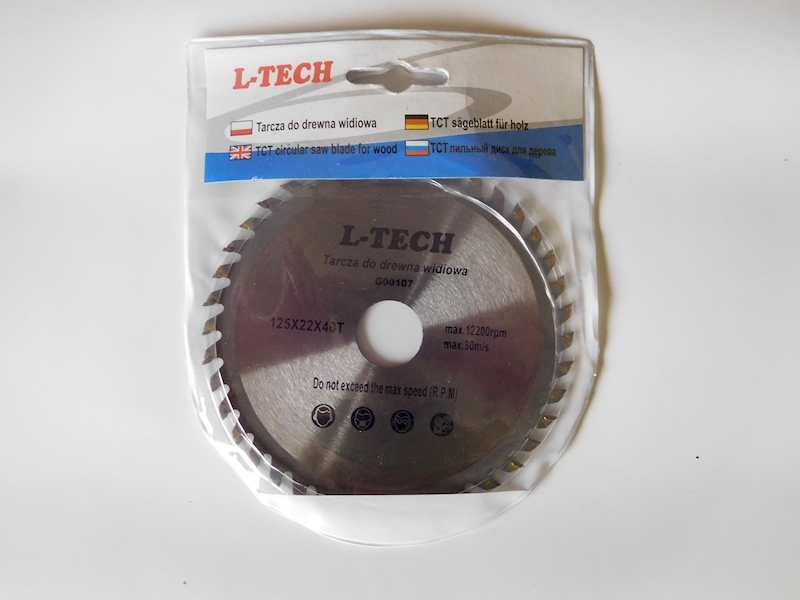 L-TECH
Tarcza do drewna widiowa
TCT sägeblatt für holz
TCT circular saw blade for wood
TCT пильный диск для дерева
L-TECH
Tarcza do drewna widiowa
G00107
125X22X40T
max.12200rpm
max.80m/s
Do not exceed the max speed (R.P.M)